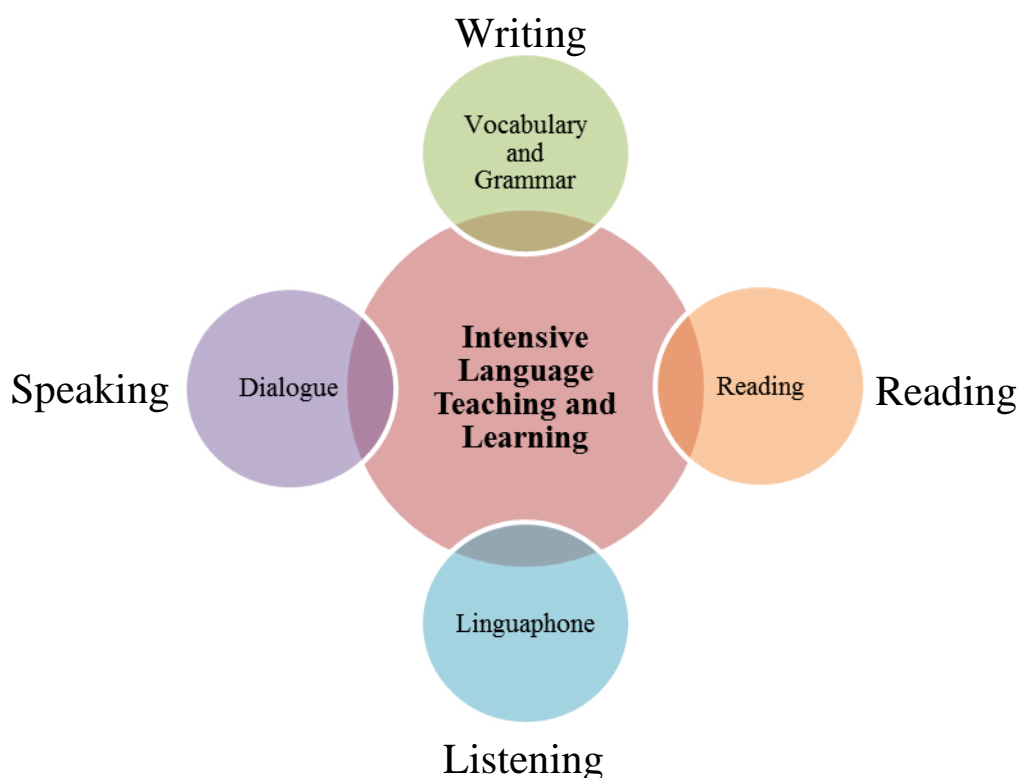 Writing
Vocabulary
and
Grammar
Speaking
Dialogue
Intensive
Language
Teaching and
Learning
Reading
Reading
Linguaphone
Listening